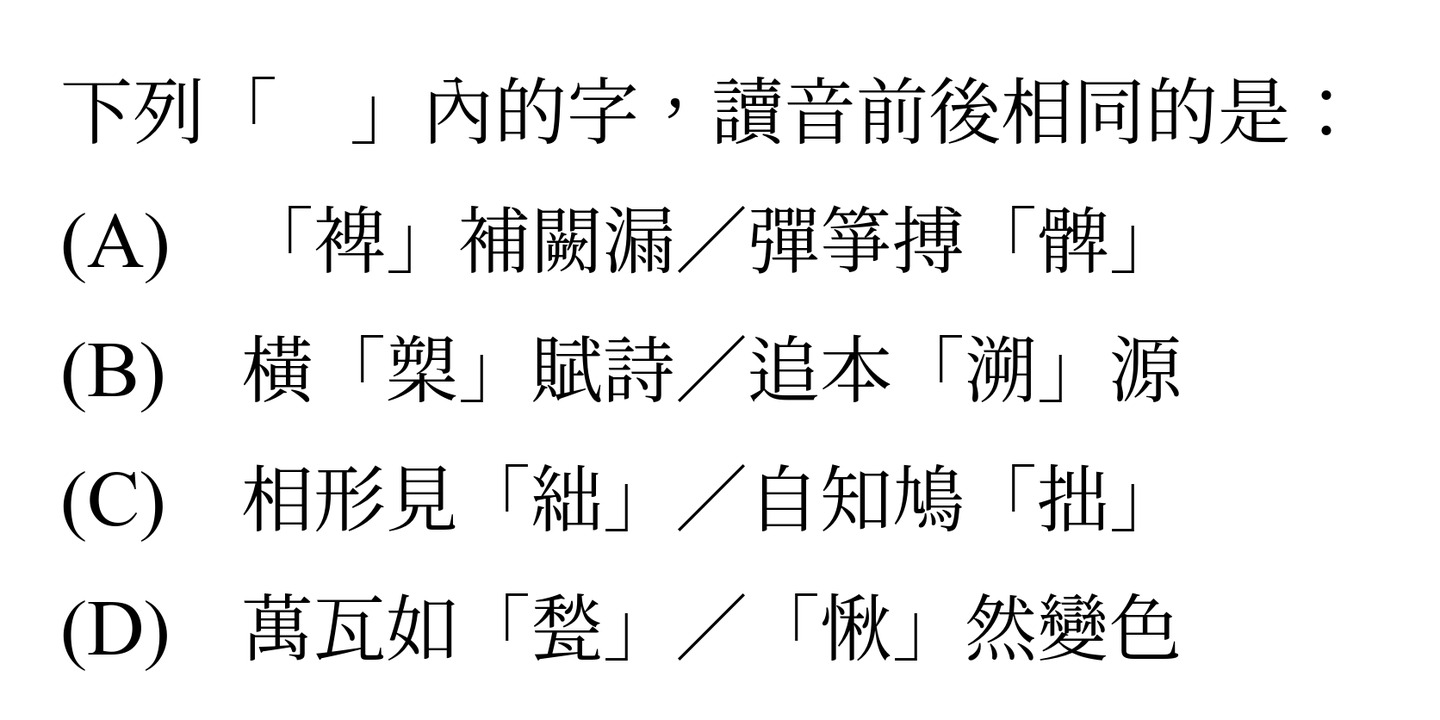 下列「　」內的字，讀音前後相同的是：
(A)　「裨」補闕漏／彈箏搏「髀」
(B)　橫「槊」賦詩／追本「溯」源
(C)　相形見「絀」／自知鳩「拙」
(D)　萬瓦如「甃」／「愀」然變色